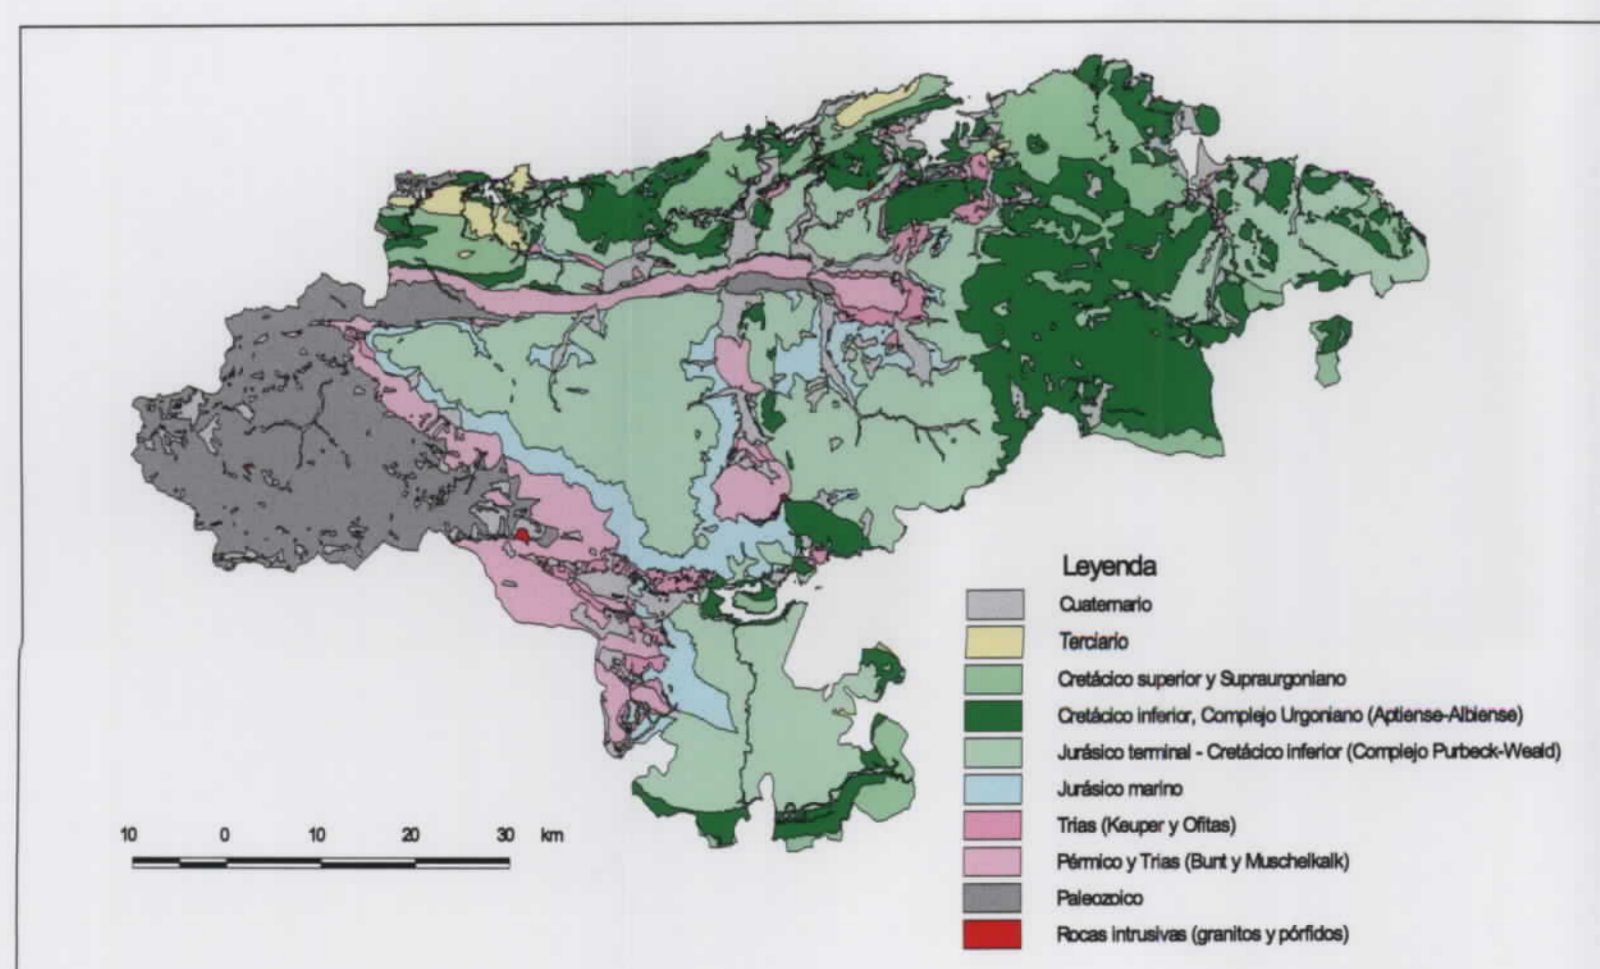 Leyenda
Cuaternario
Terciario
Cretácico superior y Supraurgoniano
Cretácico inferior, Complejo Urgoniano (Aptiense-Albiense)
Jurásico terminal - Cretácico inferior (Complejo Purbeck-Weald)
Jurásico marino
Trias (Keuper y Ofitas)
Pérmico y Trias (Bunt y Muschelkalk)
Paleozoico
Rocas intrusivas (granitos y pórfidos)
10 0 10 20 30 km